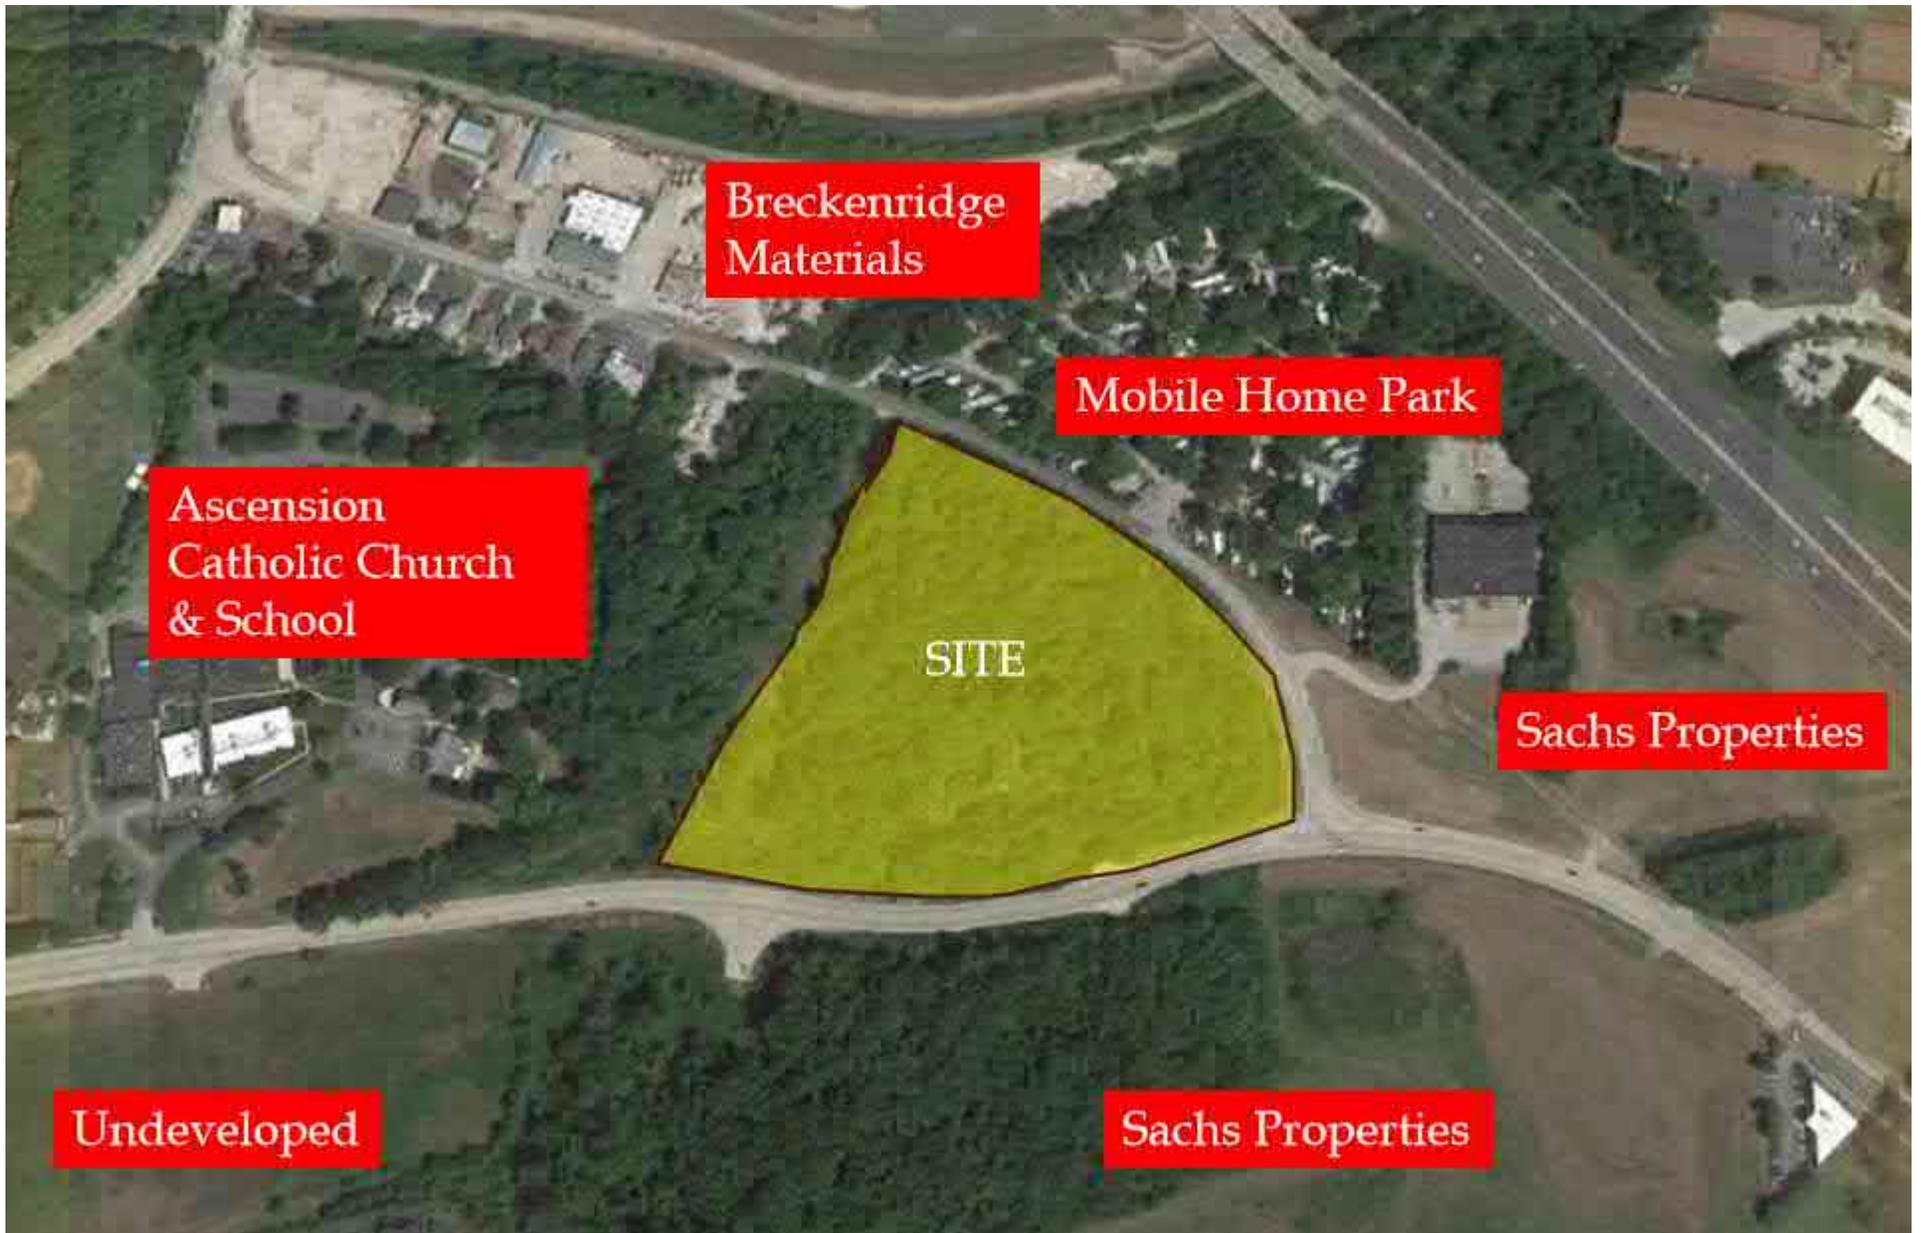 Breckenridge
Materials
Mobile Home Park
Ascension
Catholic Church
& School
SITE
Sachs Properties
Undeveloped
Sachs Properties